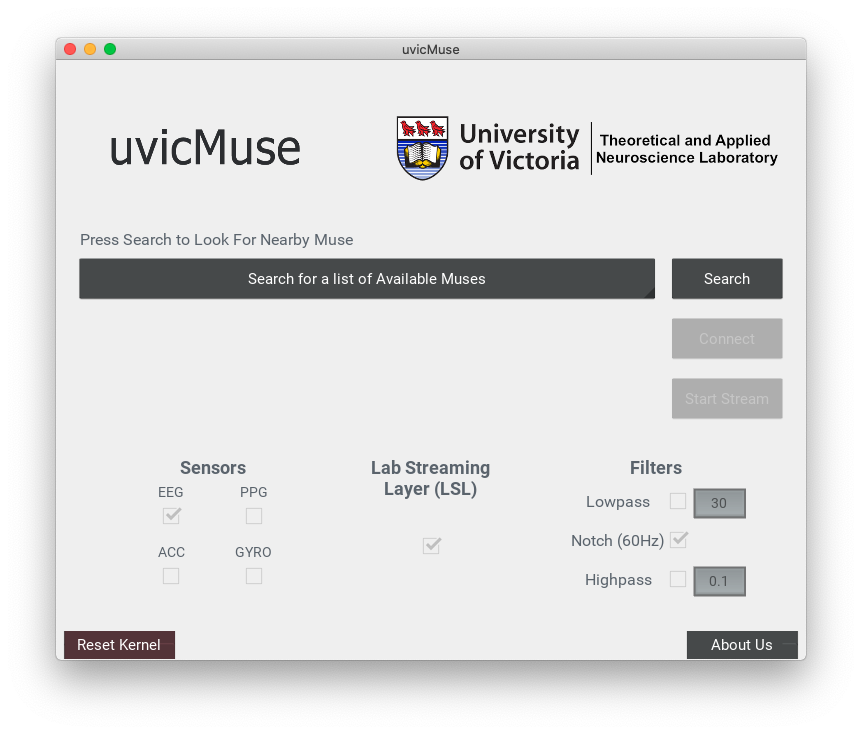 uvicMuse
uvicMuse
University
of Victoria
Theoretical and Applied
Neuroscience Laboratory
Press Search to Look For Nearby Muse
Search for a list of Available Muses
Search
Connect
Start Stream
Sensors
EEG
PPG
ACC
GYRO
Lab Streaming
Layer (LSL)
Filters
Lowpass
30
Notch (60Hz)
Highpass
0.1
Reset Kernel
About Us